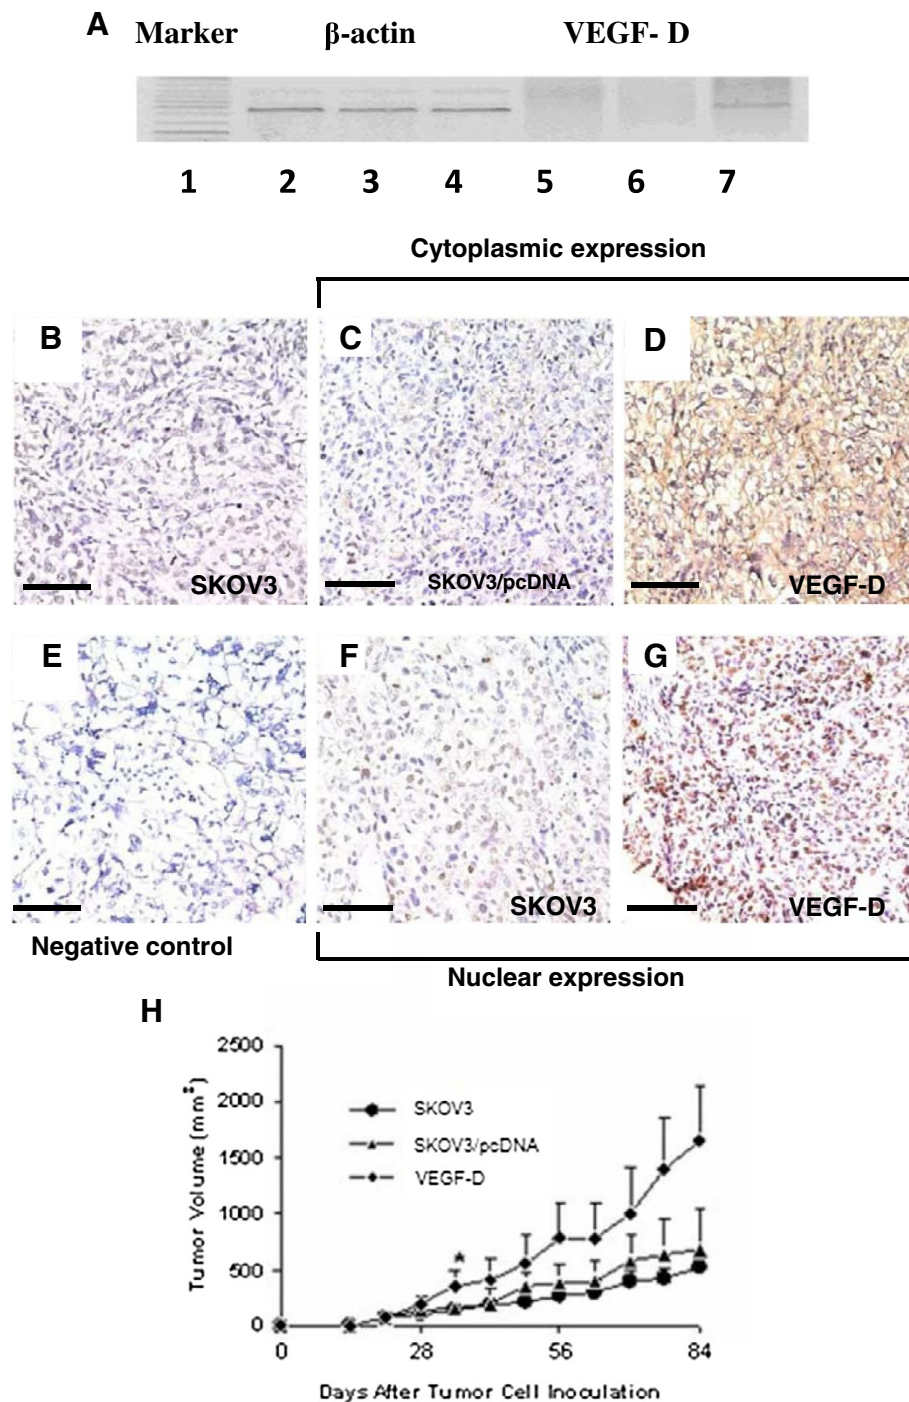 A
Marker β-actin VEGF- D
1 2 3 4 5 6 7
Cytoplasmic expression
B C D
SKOV3 SKOV3/pcDNA VEGF-D
E F G
SKOV3 VEGF-D
Negative control
Nuclear expression
H
2500
2000
1500
1000
500
0
Tumor Volume (mm³)
SKOV3
SKOV3/pcDNA
VEGF-D
*
0 28 56 84
Days After Tumor Cell Inoculation